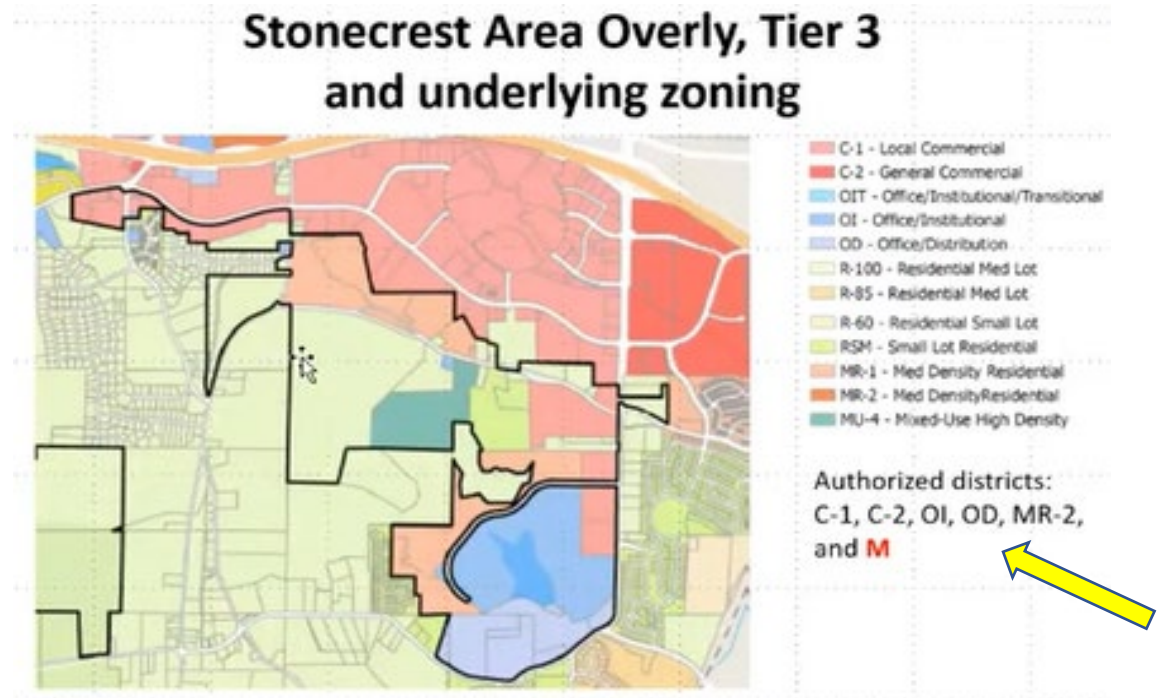 Stonecrest Area Overly, Tier 3
and underlying zoning
C-1 - Local Commercial
C-2 - General Commercial
OIT - Office/Institutional/Transitional
OI - Office/Institutional
OD - Office/Distribution
R-100 - Residential Med Lot
R-85 - Residential Med Lot
R-60 - Residential Small Lot
RSM - Small Lot Residential
MR-1 - Med Density Residential
MR-2 - Med DensityResidential
MU-4 - Mixed-Use High Density
Authorized districts:
C-1, C-2, OI, OD, MR-2,
and M